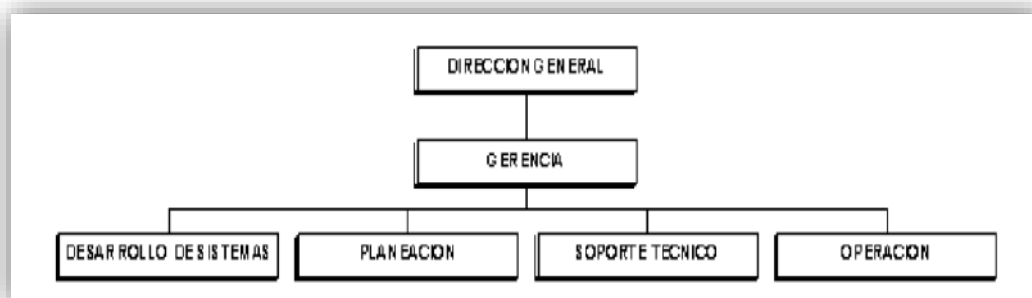 DIRECCION GENERAL
GERENCIA
DESARROLLO DE SISTEMAS
PLANEACION
SOPORTE TECNICO
OPERACION